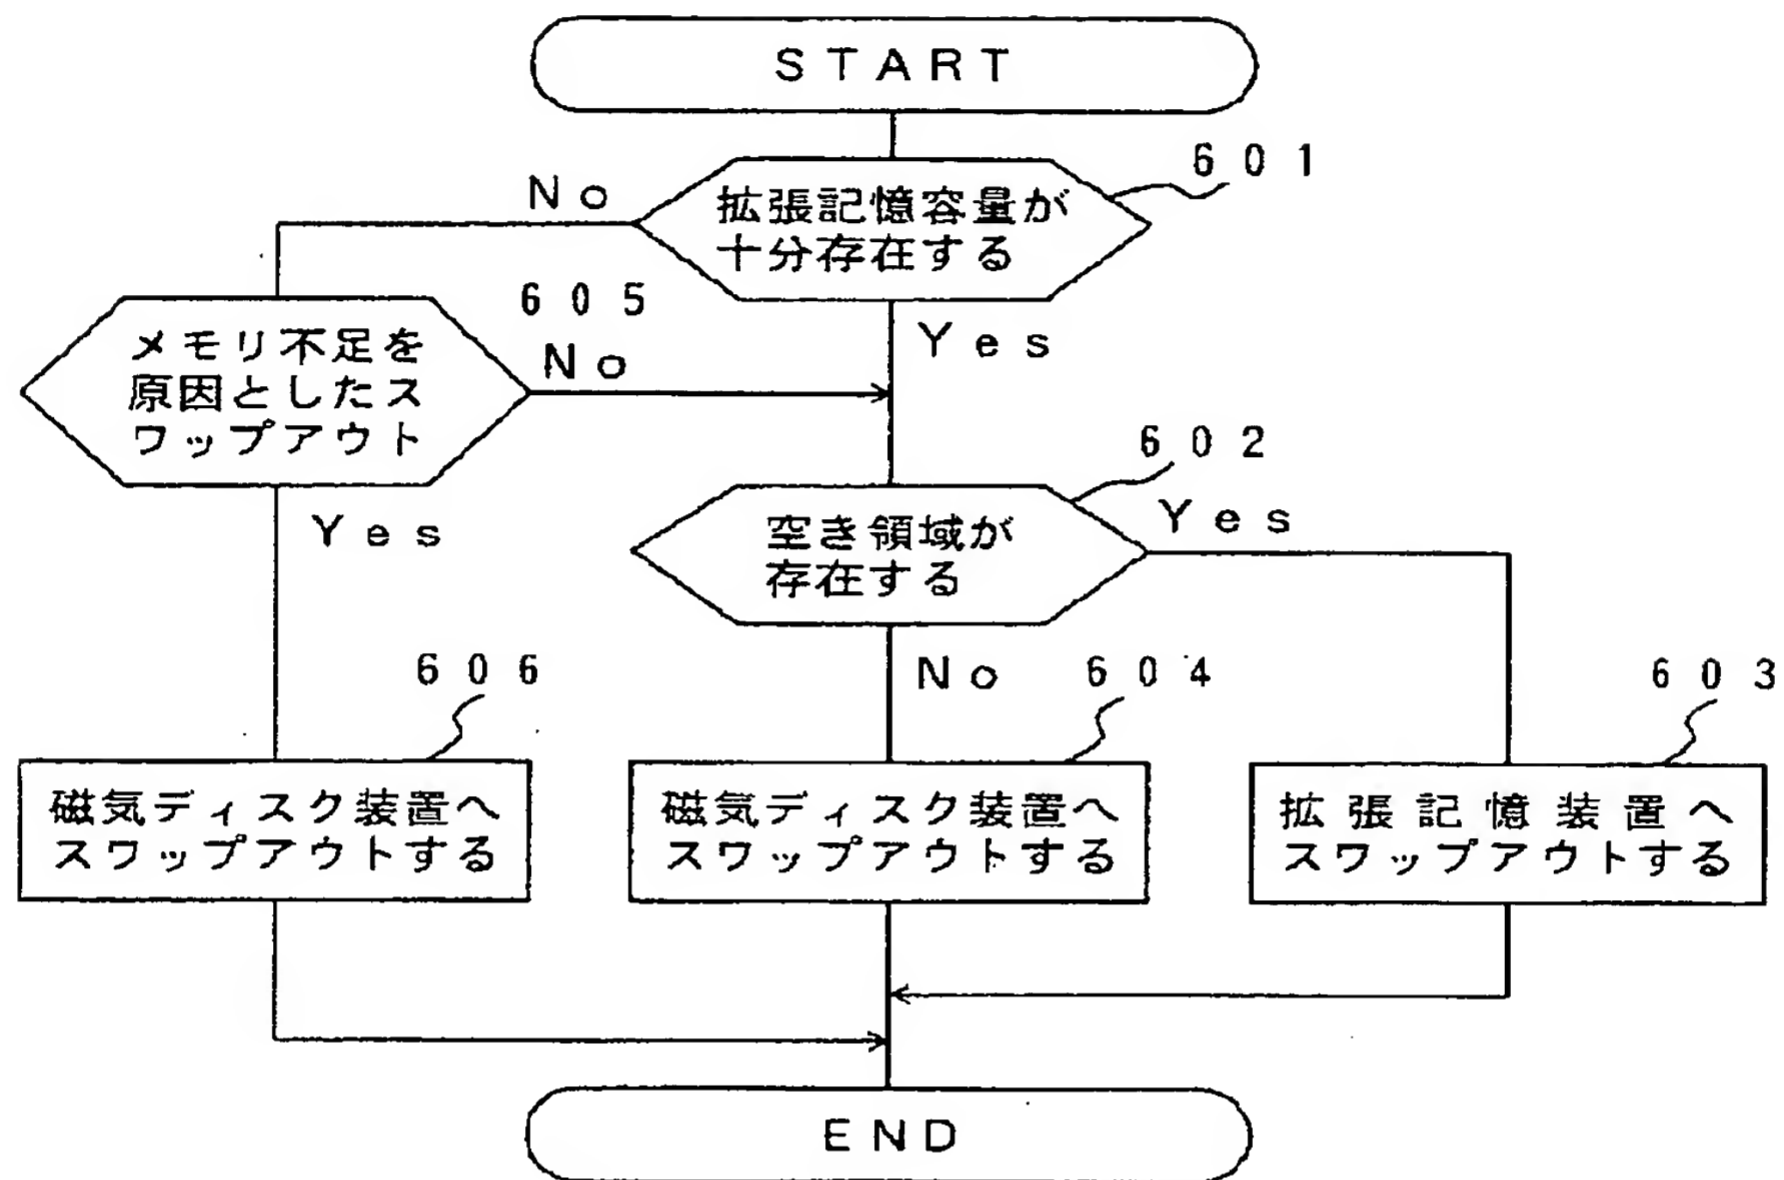 START
601
No
拡張記憶容量が
十分存在する
605
Yes
メモリ不足を
原因としたス
ワップアウト
No
602
Yes
空き領域が
存在する
Yes
606
No
604
603
磁気ディスク装置へ
スワップアウトする
磁気ディスク装置へ
スワップアウトする
拡張記憶装置へ
スワップアウトする
END